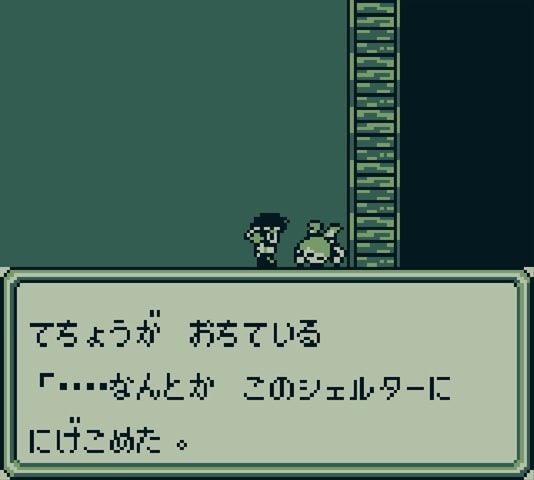 てちょうが おちている
「････なんとか このシェルターに
にげこめた。